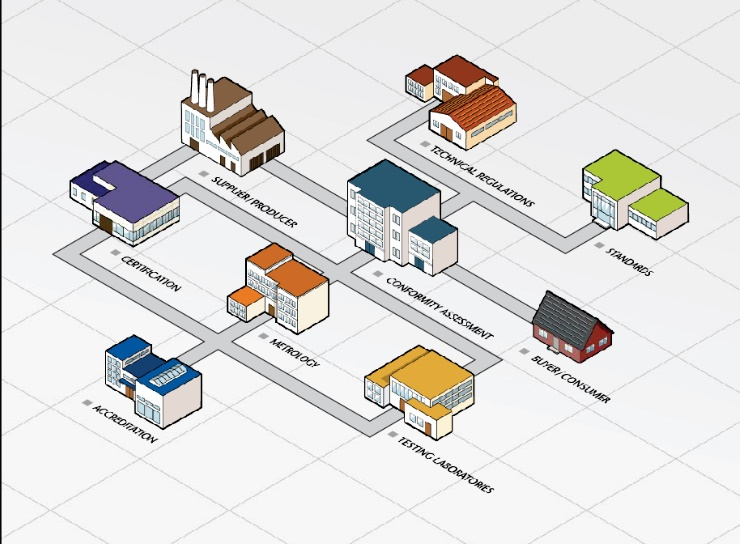 TECHNICAL REGULATIONS
SUPPLIER/PRODUCER
STANDARDS
CERTIFICATION
CONFORMITY ASSESSMENT
METROLOGY
BUYER/CONSUMER
ACCREDITATION
TESTING LABORATORIES